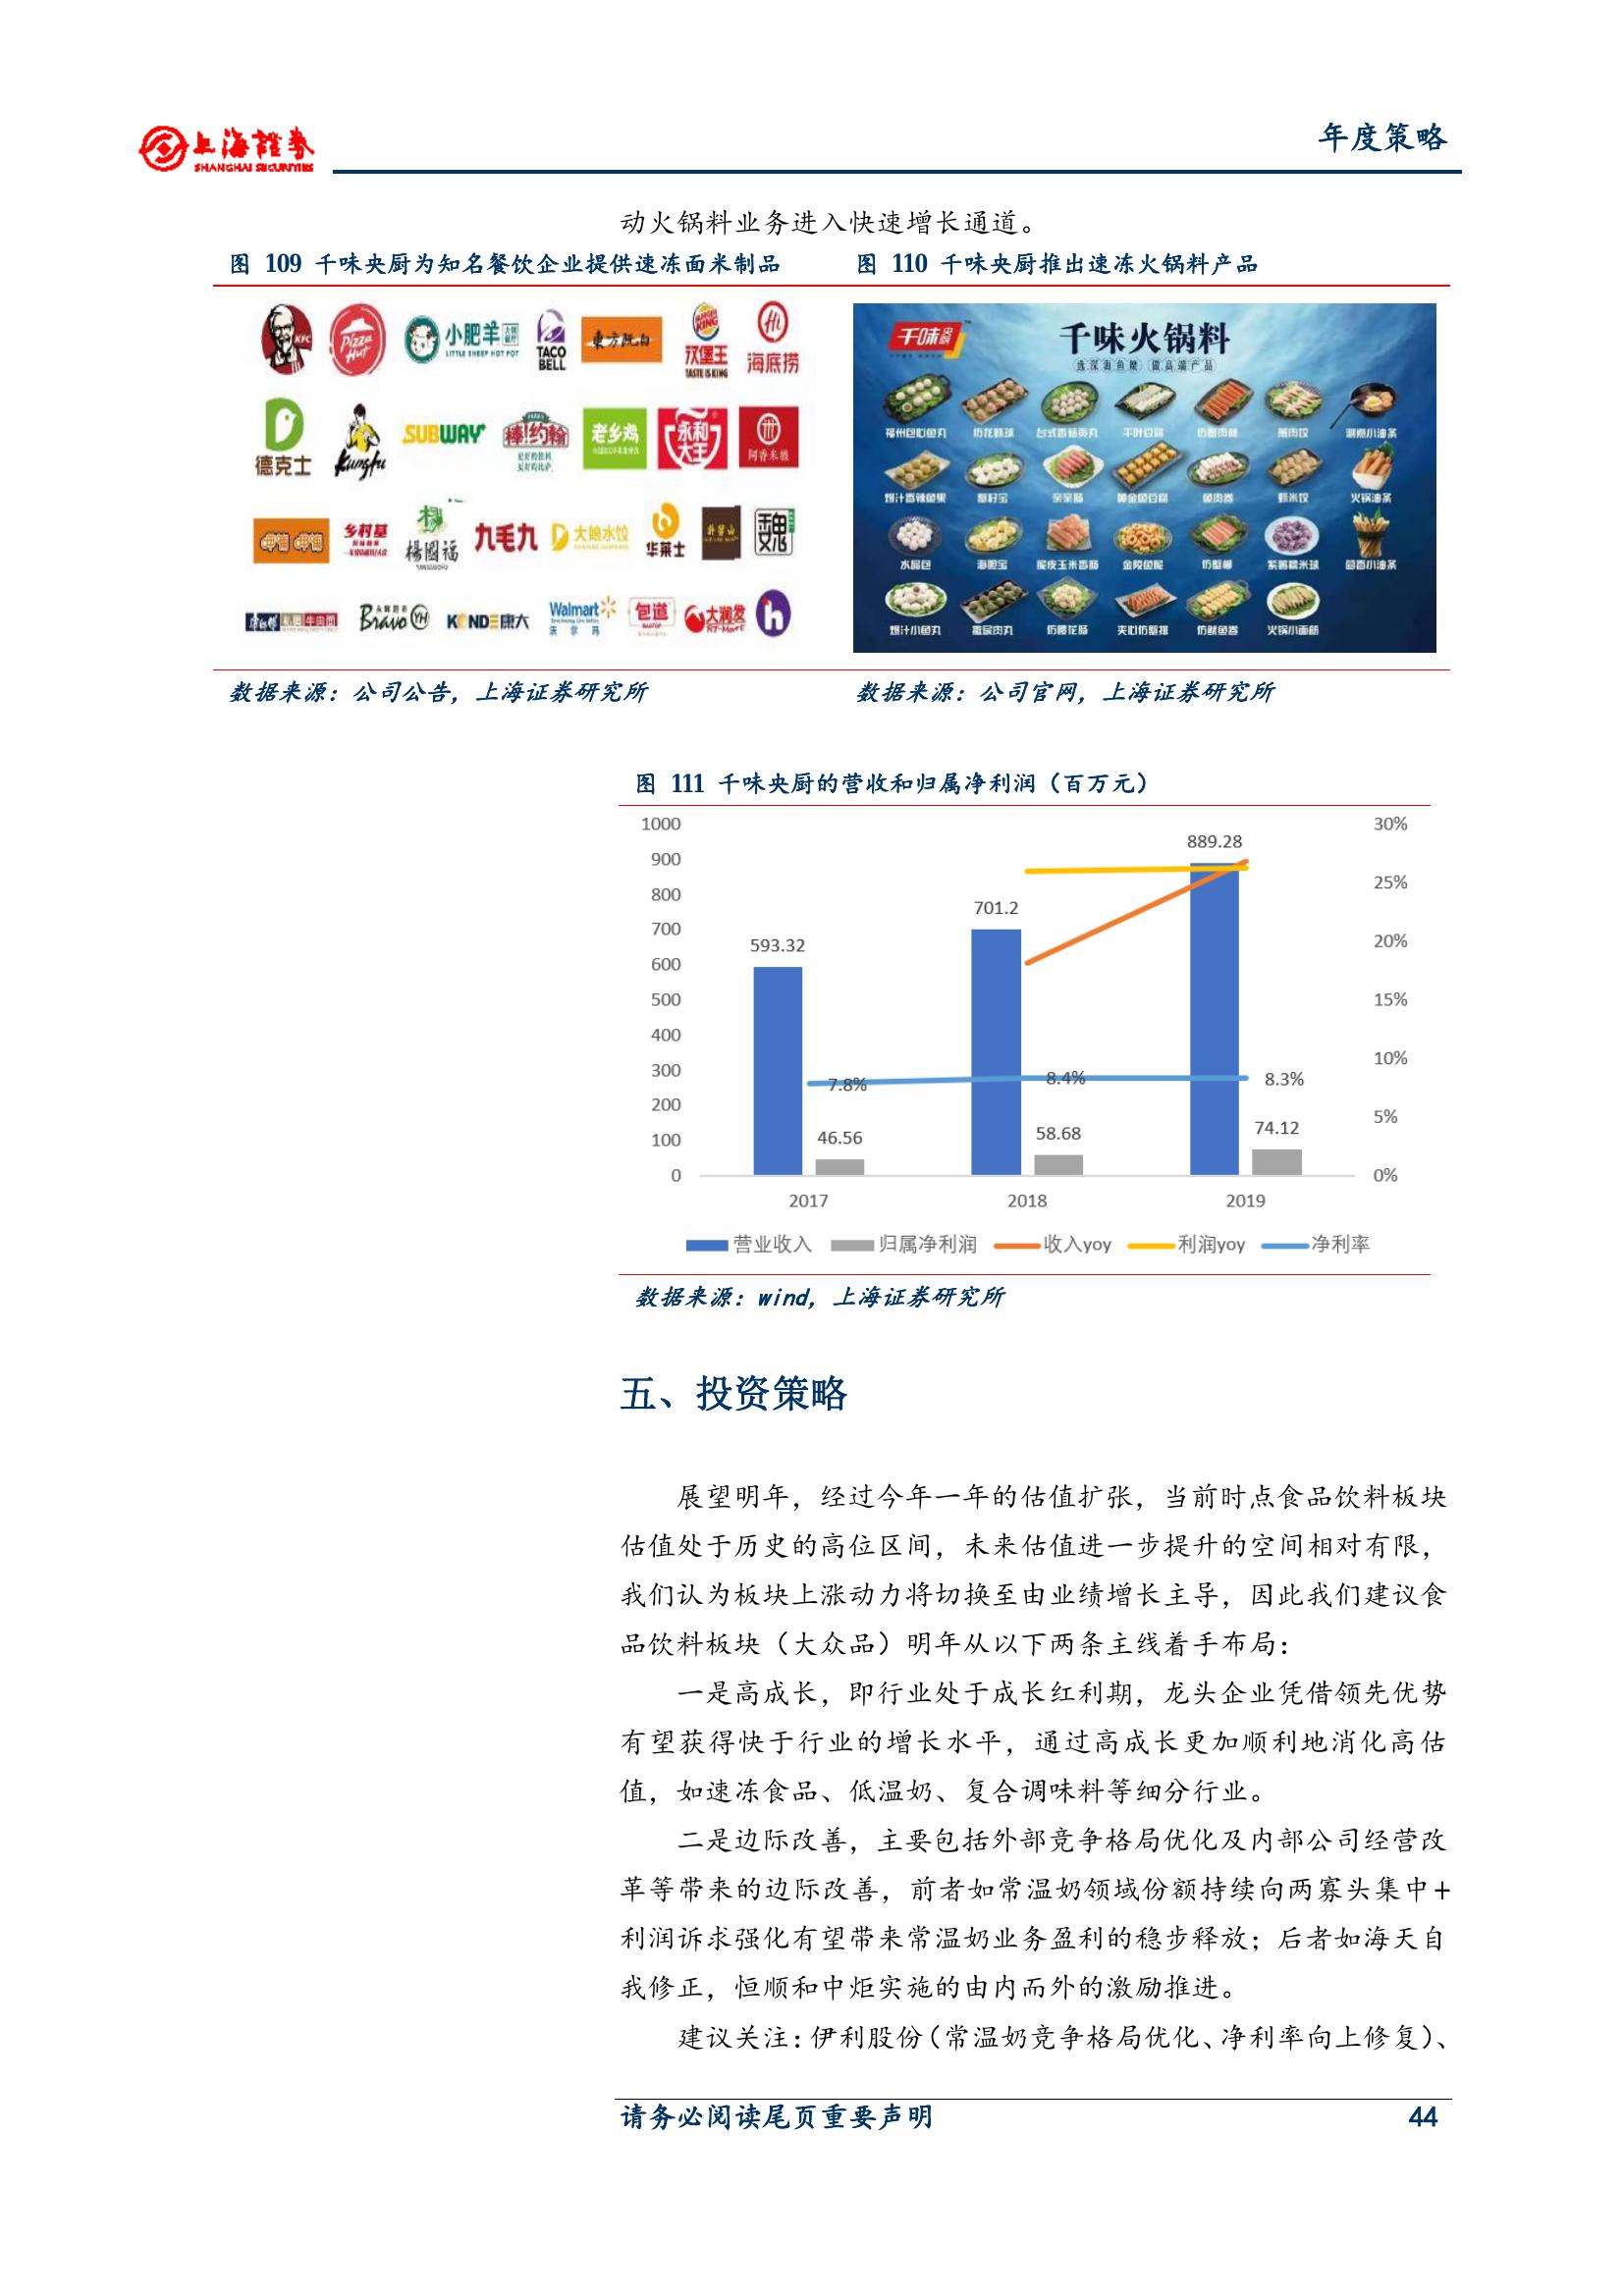 上海證券
SHANGHAI SECURITIES
年度策略
动火锅料业务进入快速增长通道。
图 109 千味央厨为知名餐饮企业提供速冻面米制品
图 110 千味央厨推出速冻火锅料产品
KFC
Pizza Hut
小肥羊
LITTLE SHEEP HOT POT
TACO BELL
東方既白
BURGER KING
汉堡王
TASTE IS KING
Hi
海底捞
德克士
Kungfu
SUBWAY
棒!约翰
老乡鸡
永和大王
阿香米线
乡村基
楊國福
九毛九
大娘水饺
华莱士
魏
牛肉面
Bravo YH
KONDE康大
Walmart
沃尔玛
包道
大润发
RT-Mart
h
千味央厨
千味火锅料
选深海鱼糜 做高端产品
福州包心鱼丸
台式香菇贡丸
千叶豆腐
燕肉饺
涮煮小油条
爆汁香辣鱼果
蟹籽宝
亲亲肠
黄金鱼豆腐
鱼肉卷
虾米饺
火锅油条
水晶包
海胆宝
脆皮玉米香肠
金陵鱼脆
仿蟹柳
紫薯糯米球
茴香小油条
爆汁小鱼丸
仿腰花肠
夹心仿蟹排
仿鱿鱼卷
火锅小面筋
数据来源：公司公告，上海证券研究所
数据来源：公司官网，上海证券研究所
图 111 千味央厨的营收和归属净利润（百万元）
1000
900
800
700
600
500
400
300
200
100
0
30%
25%
20%
15%
10%
5%
0%
593.32
701.2
889.28
7.8%
8.4%
8.3%
46.56
58.68
74.12
2017
2018
2019
营业收入
归属净利润
收入yoy
利润yoy
净利率
数据来源：wind，上海证券研究所
五、投资策略
展望明年，经过今年一年的估值扩张，当前时点食品饮料板块
估值处于历史的高位区间，未来估值进一步提升的空间相对有限，
我们认为板块上涨动力将切换至由业绩增长主导，因此我们建议食
品饮料板块（大众品）明年从以下两条主线着手布局：
一是高成长，即行业处于成长红利期，龙头企业凭借领先优势
有望获得快于行业的增长水平，通过高成长更加顺利地消化高估
值，如速冻食品、低温奶、复合调味料等细分行业。
二是边际改善，主要包括外部竞争格局优化及内部公司经营改
革等带来的边际改善，前者如常温奶领域份额持续向两寡头集中+
利润诉求强化有望带来常温奶业务盈利的稳步释放；后者如海天自
我修正，恒顺和中炬实施的由内而外的激励推进。
建议关注：伊利股份（常温奶竞争格局优化、净利率向上修复）、
请务必阅读尾页重要声明
44